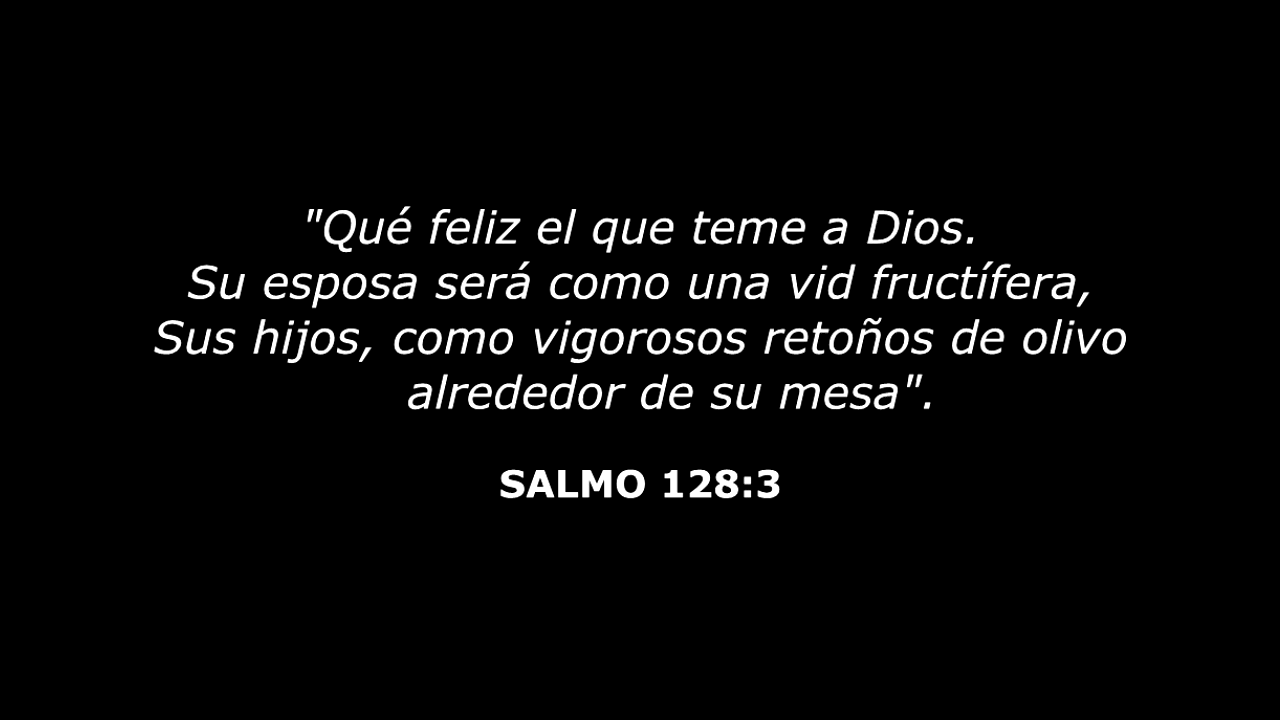 "Qué feliz el que teme a Dios.
Su esposa será como una vid fructífera,
Sus hijos, como vigorosos retoños de olivo
alrededor de su mesa".
SALMO 128:3